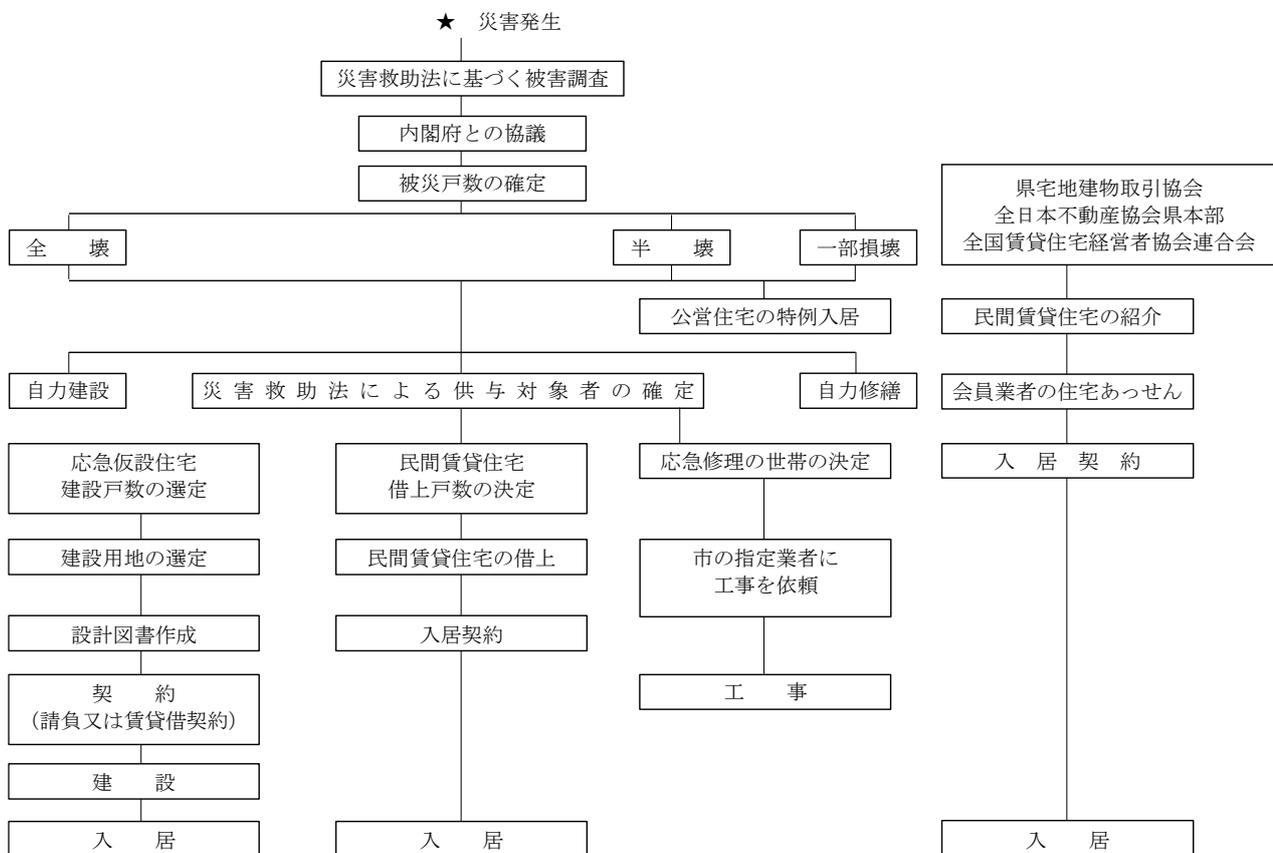 ★　災害発生
災害救助法に基づく被害調査
内閣府との協議
被災戸数の確定
全　　壊
半　　壊
一部損壊
公営住宅の特例入居
自力建設
災害救助法による供与対象者の確定
自力修繕
応急仮設住宅
建設戸数の選定
建設用地の選定
設計図書作成
契　　約
（請負又は賃貸借契約）
建　　設
入　　居
民間賃貸住宅
借上戸数の決定
民間賃貸住宅の借上
入居契約
入　　居
応急修理の世帯の決定
市の指定業者に
工事を依頼
工　　事
県宅地建物取引協会
全日本不動産協会県本部
全国賃貸住宅経営者協会連合会
民間賃貸住宅の紹介
会員業者の住宅あっせん
入　居　契　約
入　　居